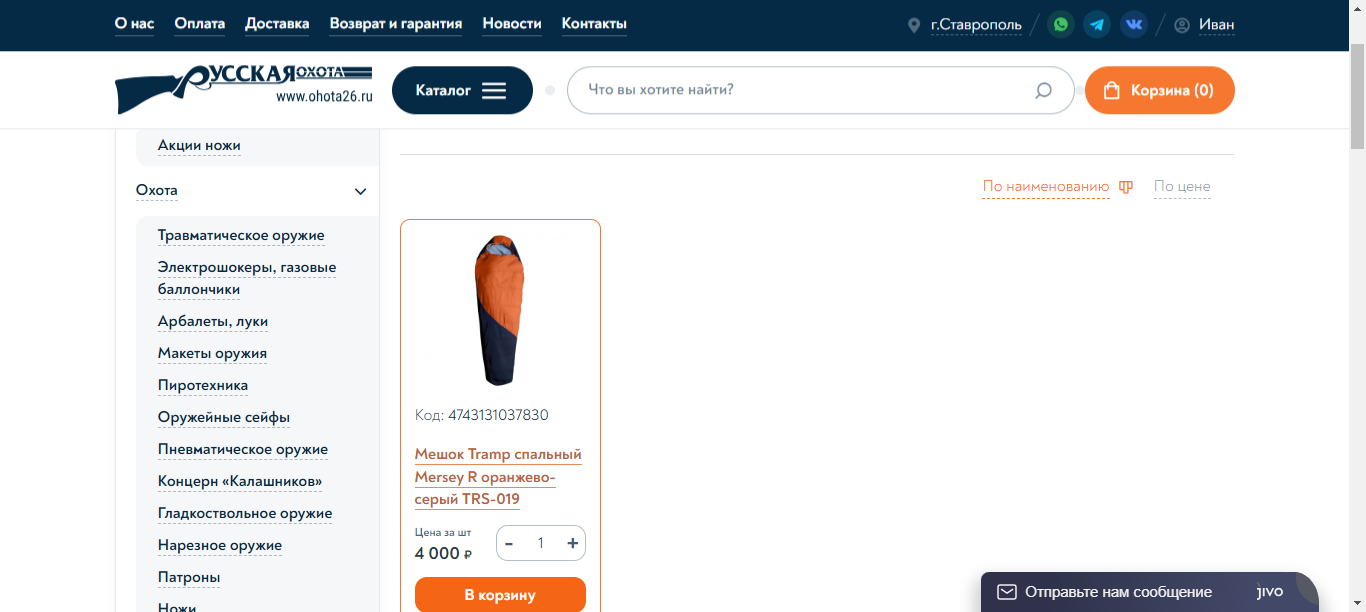 О нас Оплата Доставка Возврат и гарантия Новости Контакты г.Ставрополь Иван
РУССКАЯ ОХОТА
www.ohota26.ru
Каталог
Что вы хотите найти?
Корзина (0)
Акции ножи
Охота
Травматическое оружие
Электрошокеры, газовые
баллончики
Арбалеты, луки
Макеты оружия
Пиротехника
Оружейные сейфы
Пневматическое оружие
Концерн «Калашников»
Гладкоствольное оружие
Нарезное оружие
Патроны
Ножи
По наименованию По цене
Код: 4743131037830
Мешок Tramp спальный
Mersey R оранжево-
серый TRS-019
Цена за шт
4 000 ₽
- 1 +
В корзину
Отправьте нам сообщение jivo